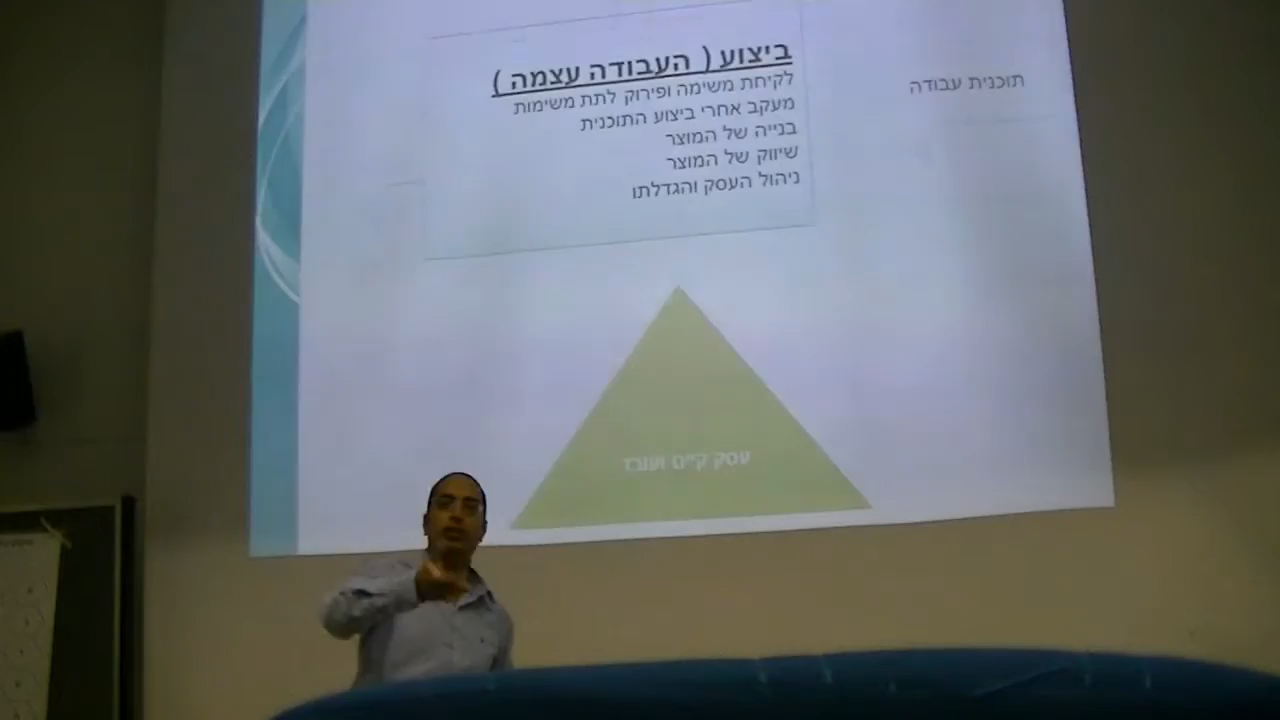 ביצוע ( העבודה עצמה )
לקיחת משימה ופירוק לתת משימות
מעקב אחרי ביצוע התוכנית
בנייה של המוצר
שיווק של המוצר
ניהול העסק והגדלתו
תוכנית עבודה
עסק קיים ועובד